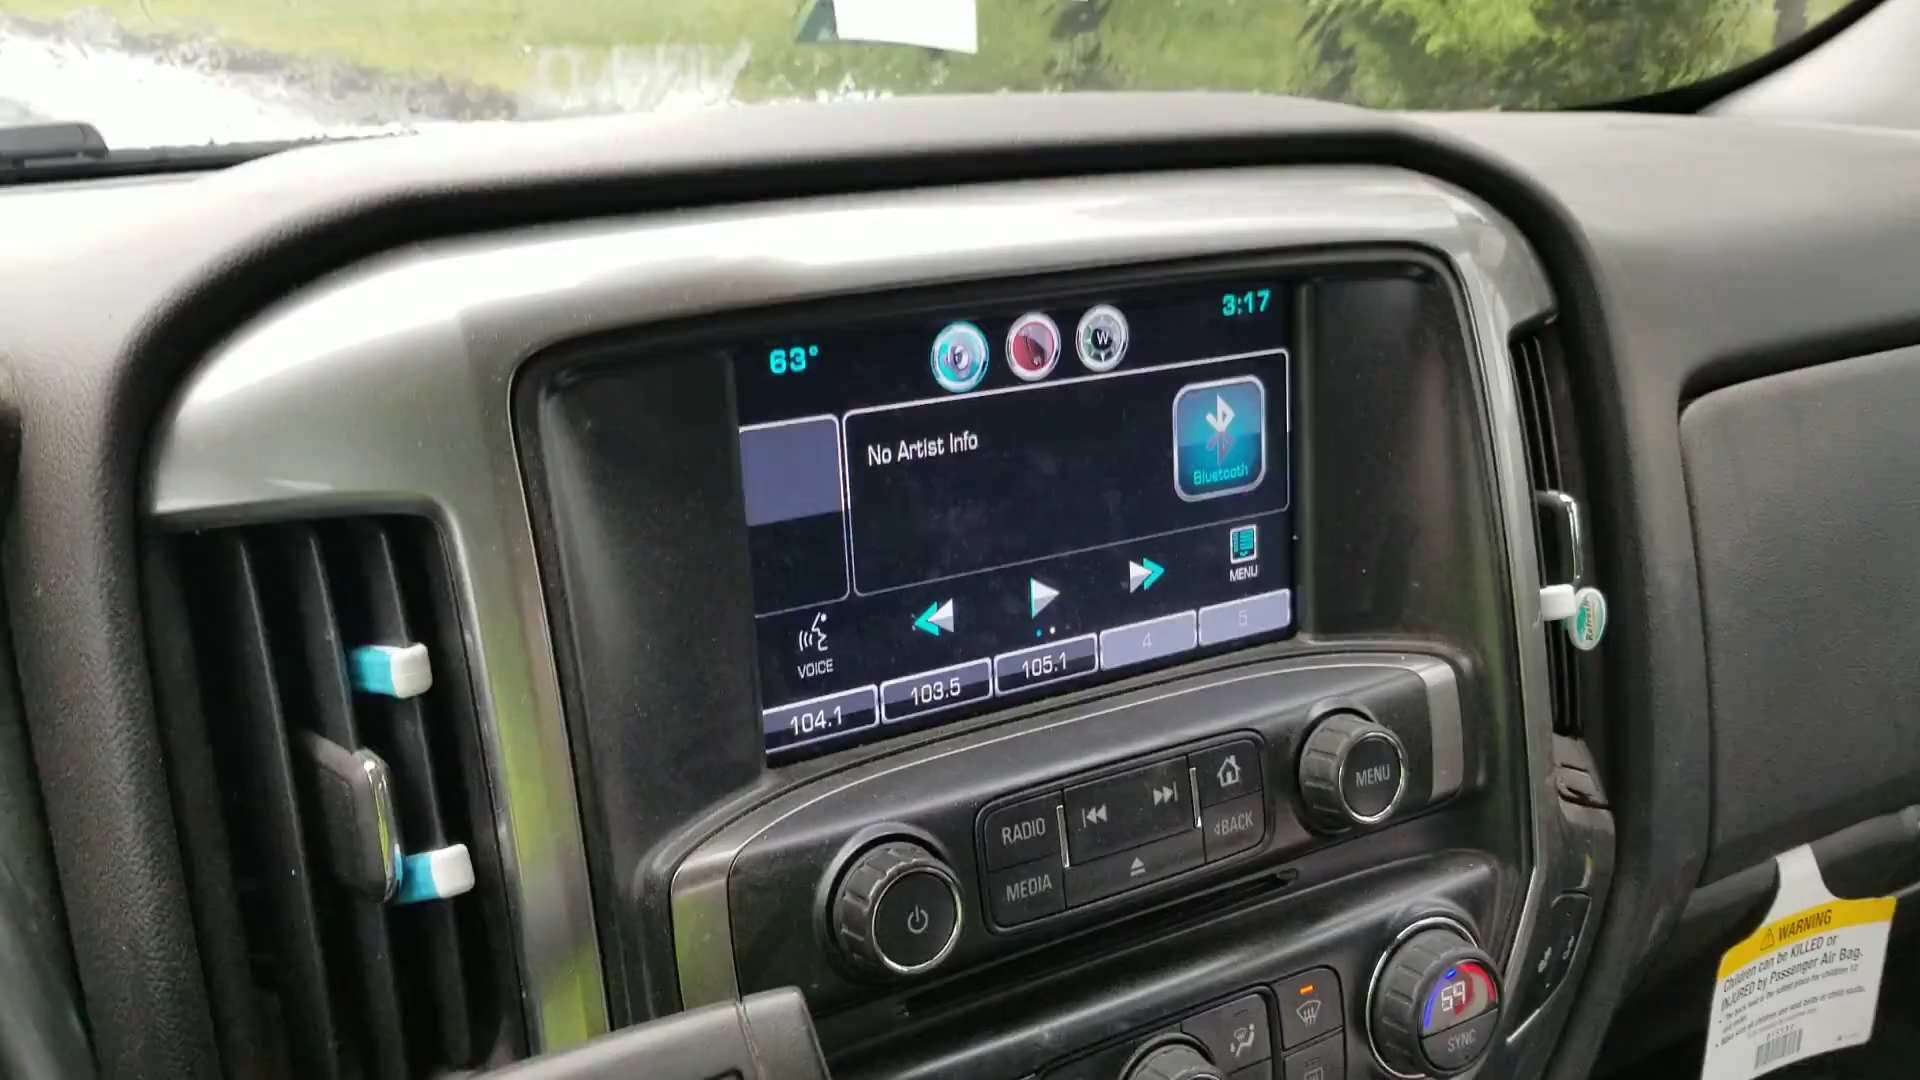 63°
W
3:17
No Artist Info
Bluetooth
VOICE
MENU
104.1
103.5
105.1
4
5
RADIO
MEDIA
BACK
MENU
59
SYNC
Refresh
WARNING
Children can be KILLED or
INJURED by Passenger Air Bag.